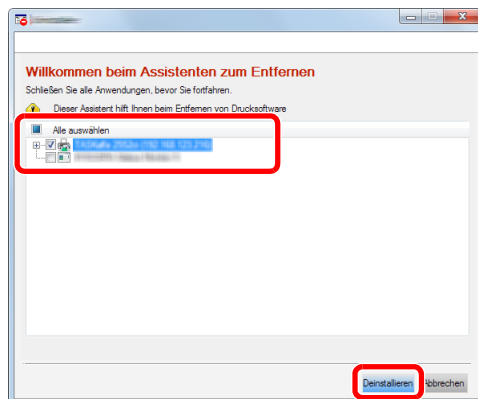 Willkommen beim Assistenten zum Entfernen
Schließen Sie alle Anwendungen, bevor Sie fortfahren.
Dieser Assistent hilft Ihnen beim Entfernen von Drucksoftware
Alle auswählen
Deinstallieren
Abbrechen